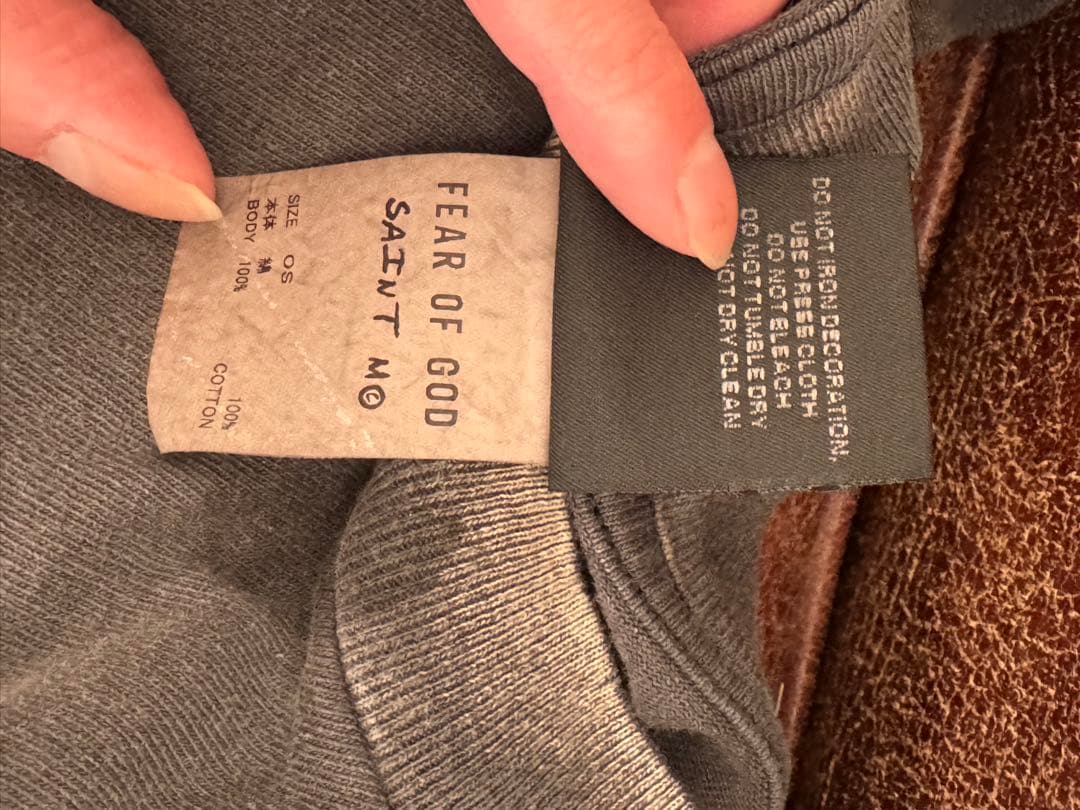 FEAR OF GOD
SAINT M©
SIZE OS
本体 綿
BODY 100%
100%
COTTON
DO NOT IRON DECORATION,
USE PRESS CLOTH
DO NOT BLEACH
DO NOT TUMBLE DRY
NOT DRY CLEAN